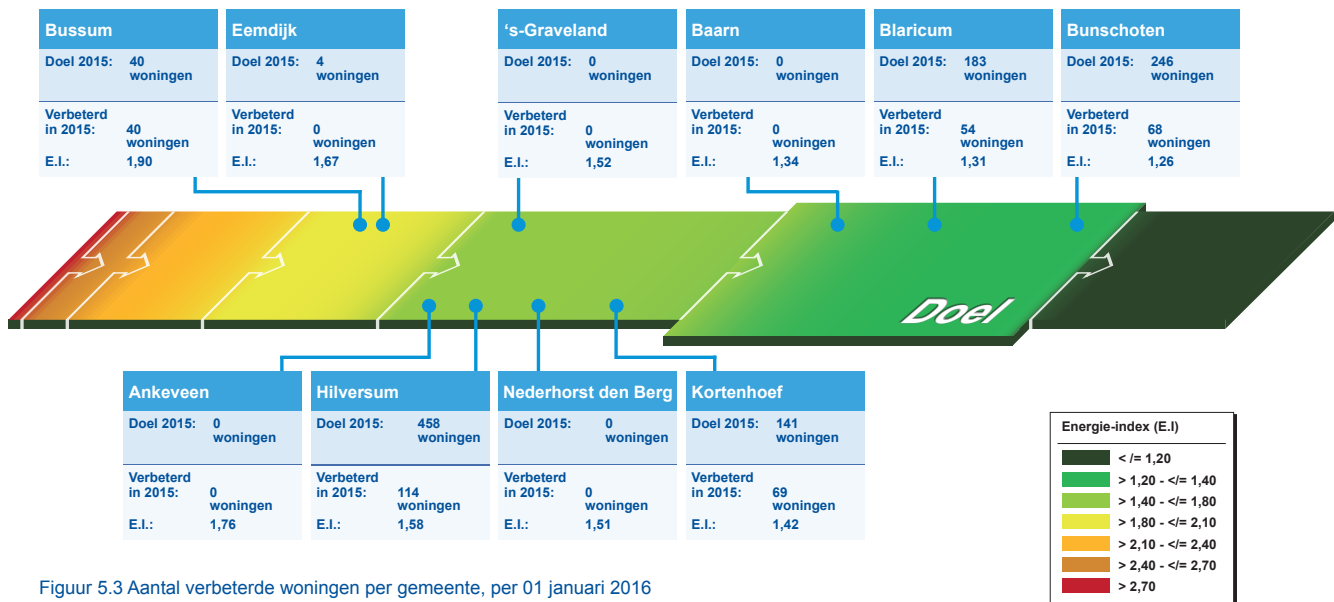 Bussum
Doel 2015: 40
woningen
Verbeterd
in 2015: 40
woningen
E.I.: 1,90
Eemdijk
Doel 2015: 4
woningen
Verbeterd
in 2015: 0
woningen
E.I.: 1,67
‘s-Graveland
Doel 2015: 0
woningen
Verbeterd
in 2015: 0
woningen
E.I.: 1,52
Baarn
Doel 2015: 0
woningen
Verbeterd
in 2015: 0
woningen
E.I.: 1,34
Blaricum
Doel 2015: 183
woningen
Verbeterd
in 2015: 54
woningen
E.I.: 1,31
Bunschoten
Doel 2015: 246
woningen
Verbeterd
in 2015: 68
woningen
E.I.: 1,26
Doel
Ankeveen
Doel 2015: 0
woningen
Verbeterd
in 2015: 0
woningen
E.I.: 1,76
Hilversum
Doel 2015: 458
woningen
Verbeterd
in 2015: 114
woningen
E.I.: 1,58
Nederhorst den Berg
Doel 2015: 0
woningen
Verbeterd
in 2015: 0
woningen
E.I.: 1,51
Kortenhoef
Doel 2015: 141
woningen
Verbeterd
in 2015: 69
woningen
E.I.: 1,42
Energie-index (E.I)
< /= 1,20
> 1,20 - </= 1,40
> 1,40 - </= 1,80
> 1,80 - </= 2,10
> 2,10 - </= 2,40
> 2,40 - </= 2,70
> 2,70
Figuur 5.3 Aantal verbeterde woningen per gemeente, per 01 januari 2016